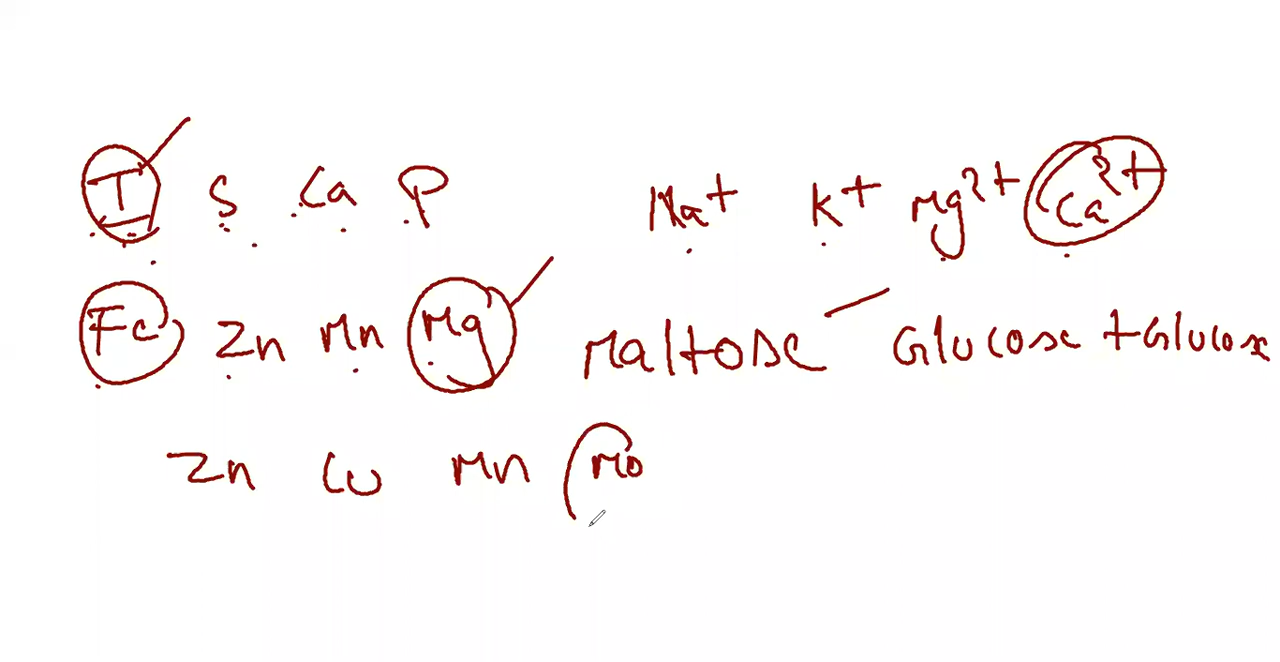 I S Ca P Na+ K+ Mg2+ Ca2+
Fe Zn Mn Mg Maltose Glucose + Glucose
Zn Cu Mn Mo